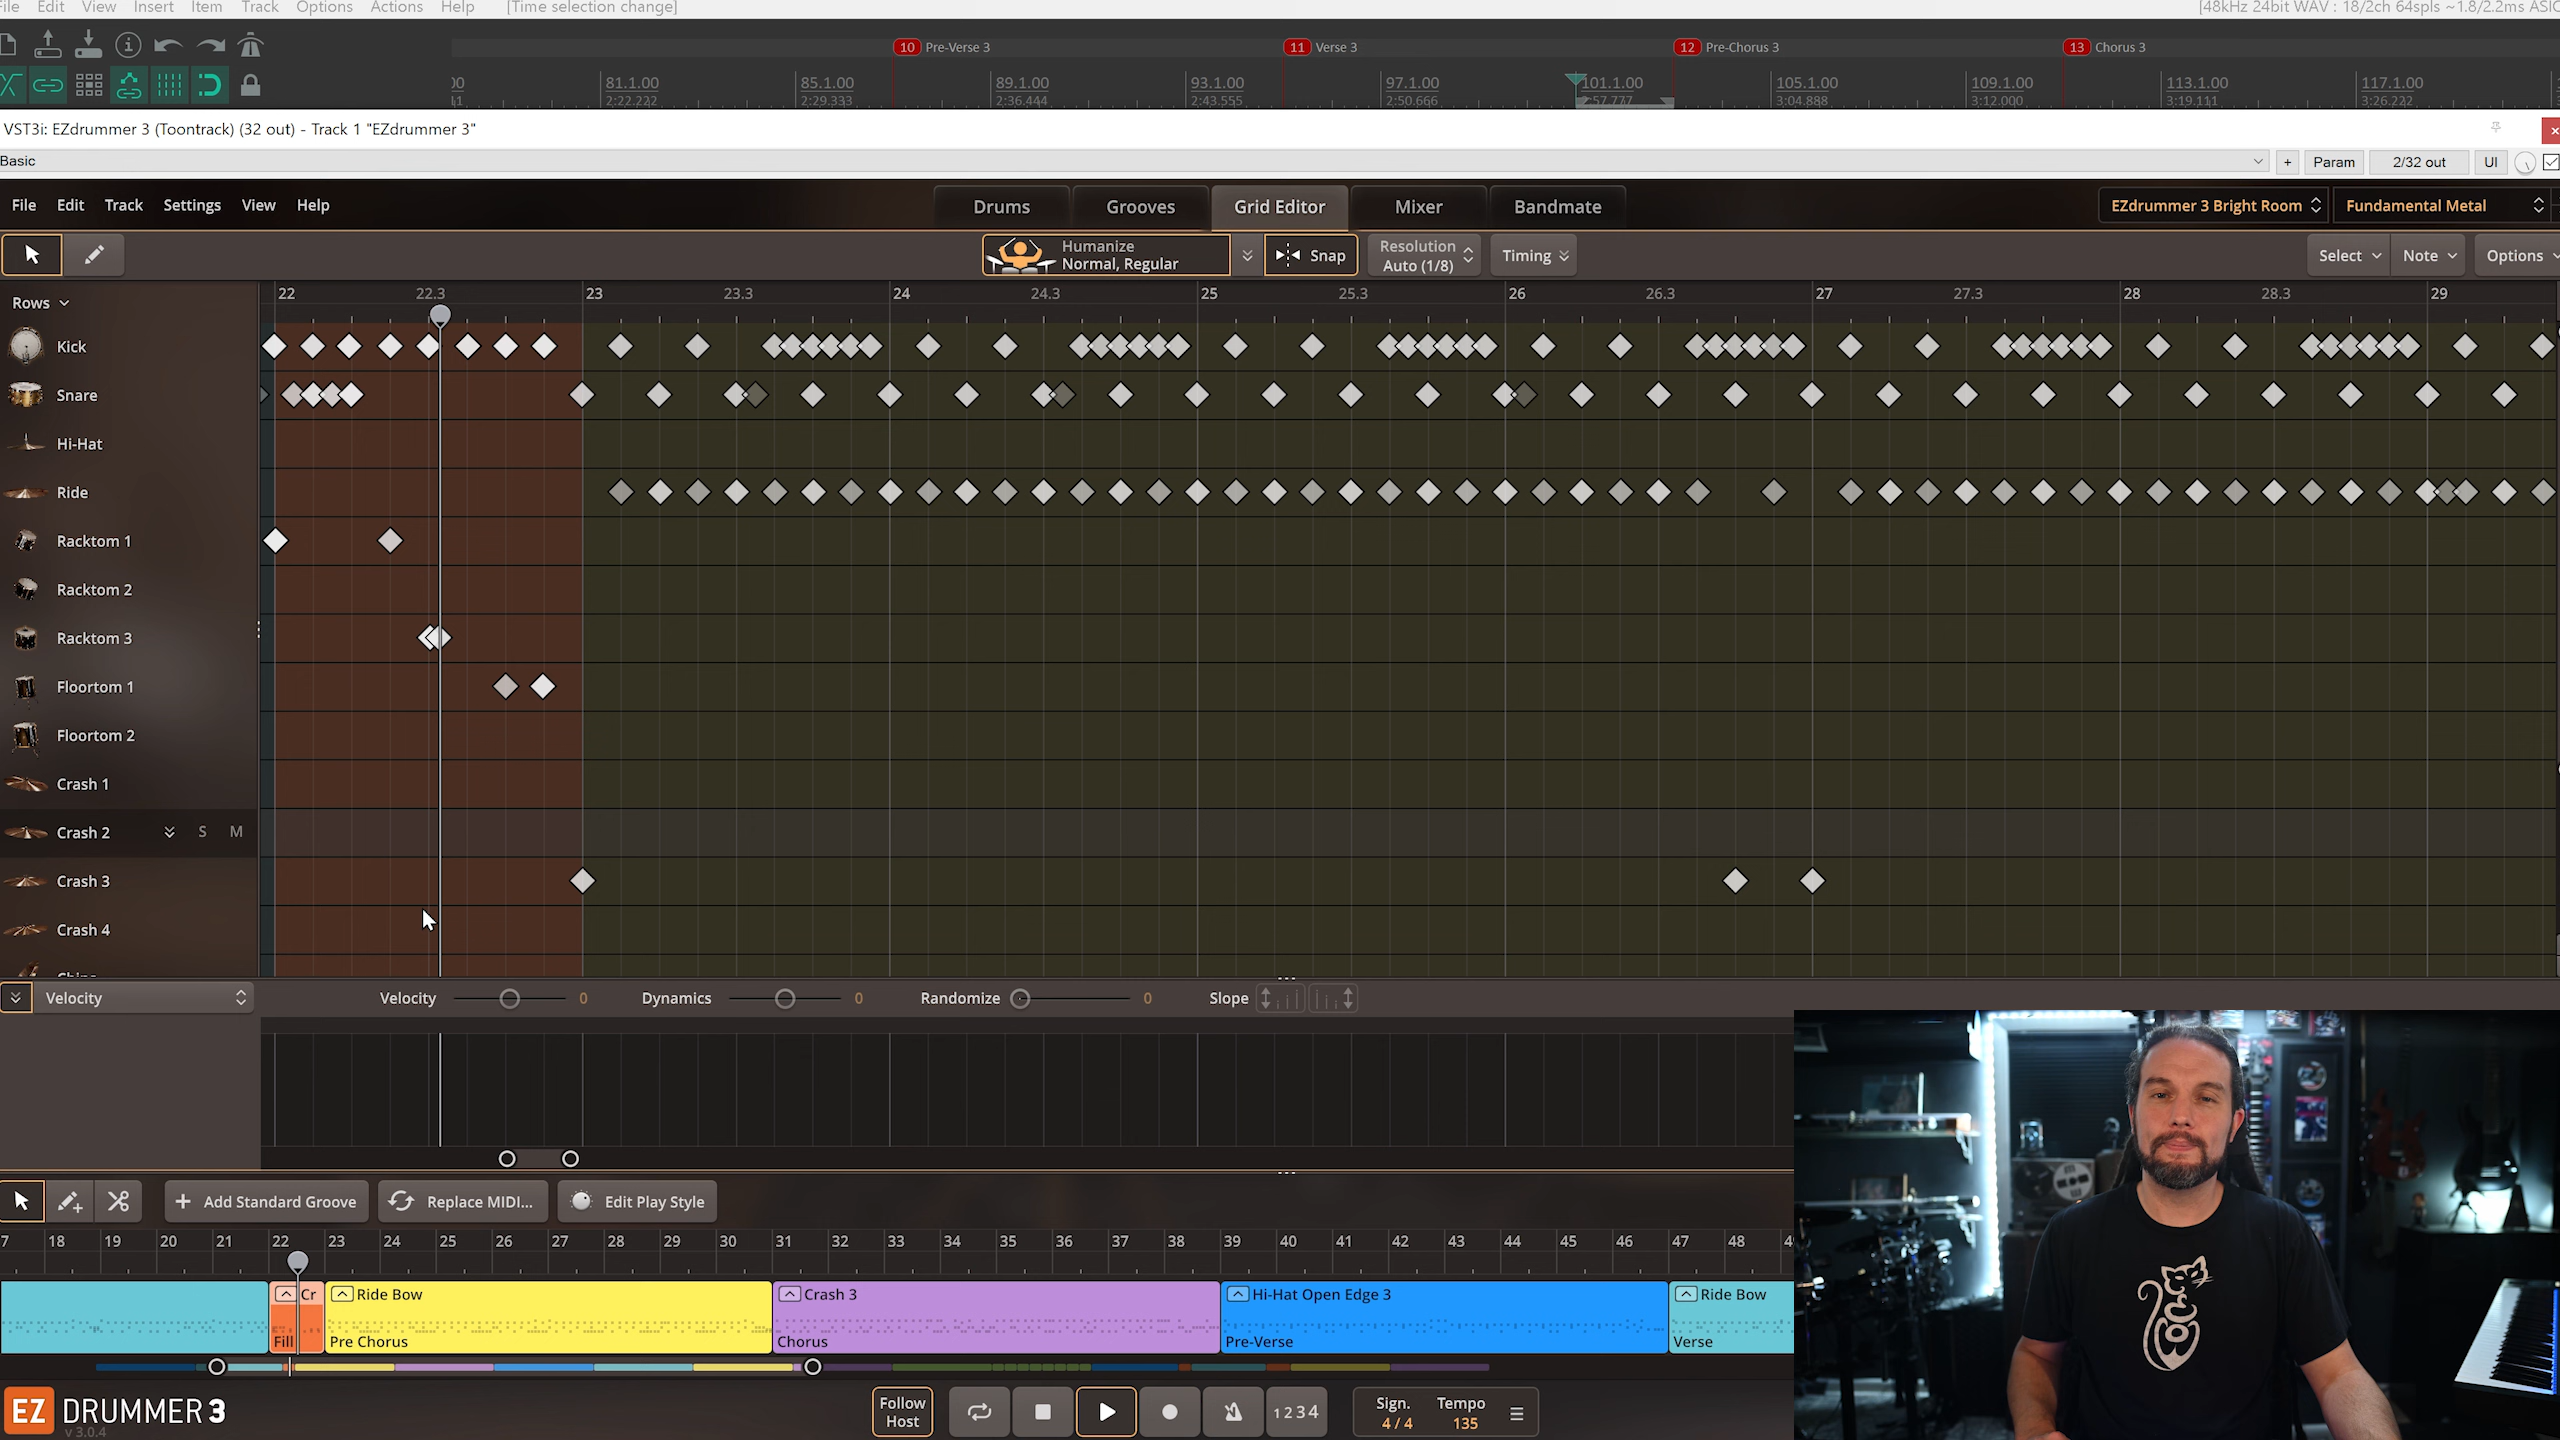 File Edit View Insert Item Track Options Actions Help [Time selection change] [48kHz 24bit WAV : 18/2ch 64spls ~1.8/2.2ms ASIO
10 Pre-Verse 3 11 Verse 3 12 Pre-Chorus 3 13 Chorus 3
81.1.00 85.1.00 89.1.00 93.1.00 97.1.00 101.1.00 105.1.00 109.1.00 113.1.00 117.1.00
2:22.222 2:29.333 2:36.444 2:43.555 2:50.666 2:57.777 3:04.888 3:12.000 3:19.111 3:26.222
VST3i: EZdrummer 3 (Toontrack) (32 out) - Track 1 "EZdrummer 3"
Basic + Param 2/32 out UI
File Edit Track Settings View Help Drums Grooves Grid Editor Mixer Bandmate EZdrummer 3 Bright Room Fundamental Metal
Humanize
Normal, Regular
Snap
Resolution
Auto (1/8)
Timing Select Note Options
Rows 22 22.3 23 23.3 24 24.3 25 25.3 26 26.3 27 27.3 28 28.3 29
Kick
Snare
Hi-Hat
Ride
Racktom 1
Racktom 2
Racktom 3
Floortom 1
Floortom 2
Crash 1
Crash 2 S M
Crash 3
Crash 4
Velocity Velocity 0 Dynamics 0 Randomize 0 Slope
+ Add Standard Groove Replace MIDI... Edit Play Style
7 18 19 20 21 22 23 24 25 26 27 28 29 30 31 32 33 34 35 36 37 38 39 40 41 42 43 44 45 46 47 48
Cr Ride Bow Crash 3 Hi-Hat Open Edge 3 Ride Bow
Fill Pre Chorus Chorus Pre-Verse Verse
EZ DRUMMER 3
v 3.0.4
Follow
Host
1 2 3 4
Sign. Tempo
4 / 4 135